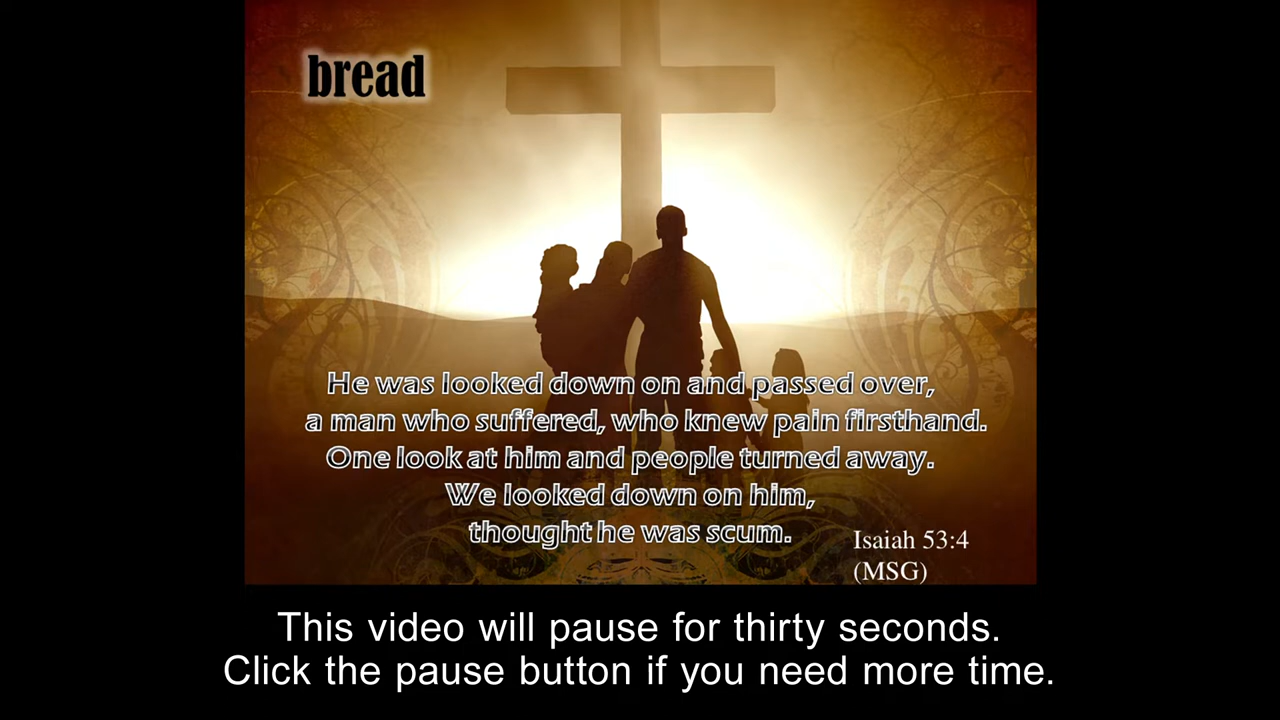 bread
He was looked down on and passed over,
a man who suffered, who knew pain firsthand.
One look at him and people turned away.
We looked down on him,
thought he was scum.
Isaiah 53:4
(MSG)
This video will pause for thirty seconds.
Click the pause button if you need more time.